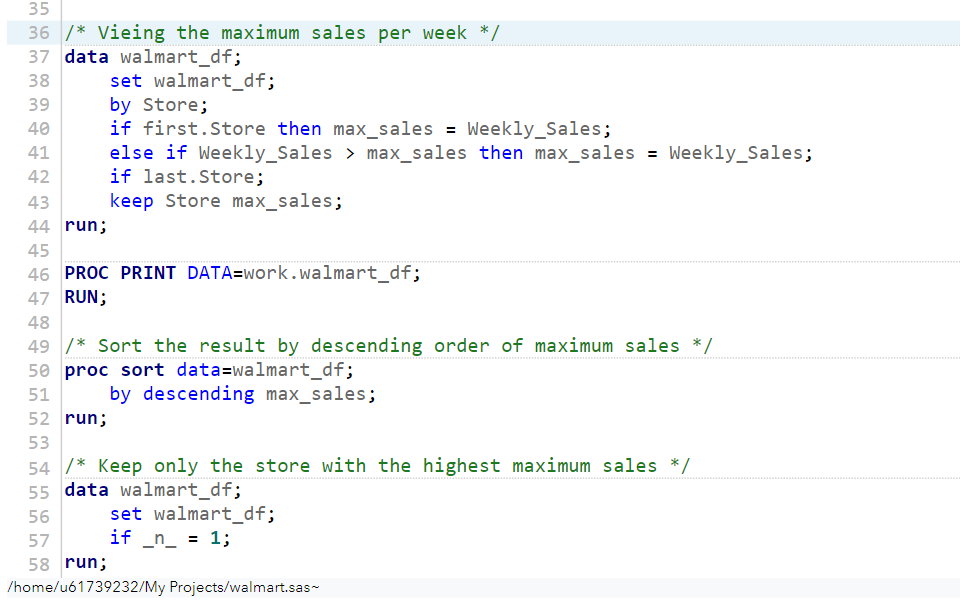 35
36 /* Vieing the maximum sales per week */
37 data walmart_df;
38     set walmart_df;
39     by Store;
40     if first.Store then max_sales = Weekly_Sales;
41     else if Weekly_Sales > max_sales then max_sales = Weekly_Sales;
42     if last.Store;
43     keep Store max_sales;
44 run;
45
46 PROC PRINT DATA=work.walmart_df;
47 RUN;
48
49 /* Sort the result by descending order of maximum sales */
50 proc sort data=walmart_df;
51     by descending max_sales;
52 run;
53
54 /* Keep only the store with the highest maximum sales */
55 data walmart_df;
56     set walmart_df;
57     if _n_ = 1;
58 run;
/home/u61739232/My Projects/walmart.sas~